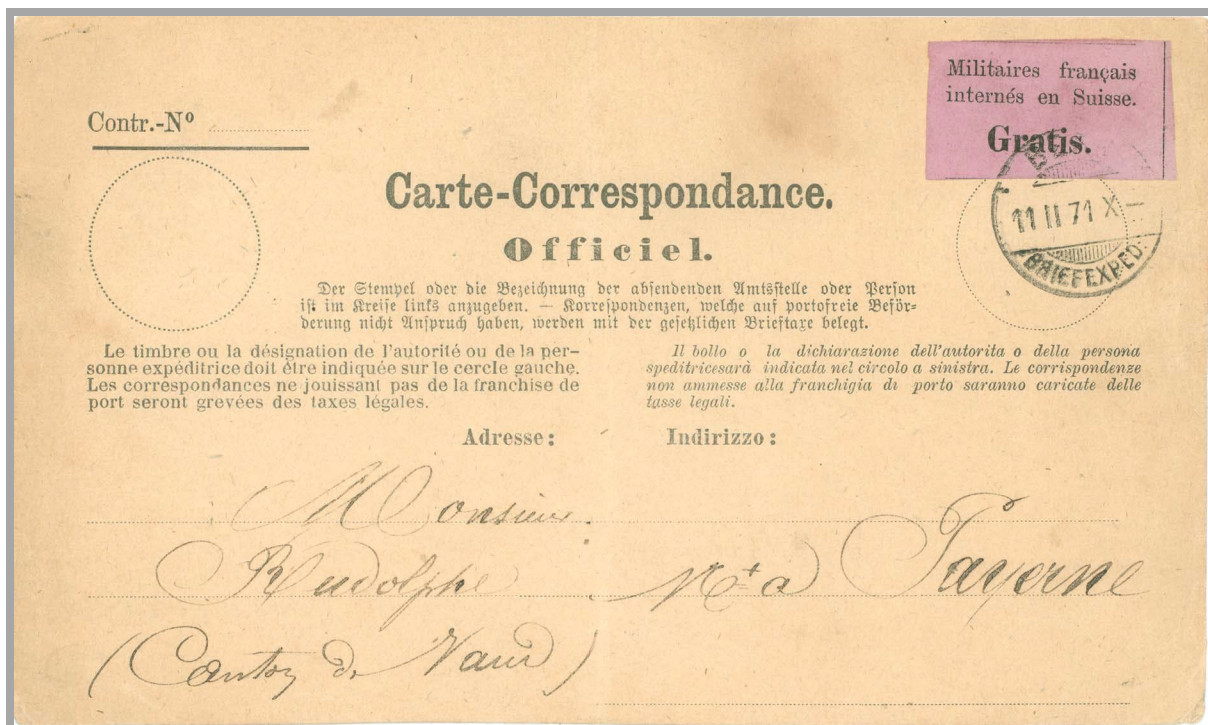 Militaires français
internés en Suisse.
Gratis.
Contr.-Nº
11 II 71 X
BRIEFEXPED.
Carte-Correspondance.
Officiel.
Der Stempel oder die Bezeichnung der absendenden Amtsstelle oder Person
ist im Kreise links anzugeben. — Korrespondenzen, welche auf portofreie Beför-
derung nicht Anspruch haben, werden mit der gesetzlichen Brieftaxe belegt.
Le timbre ou la désignation de l'autorité ou de la per-
sonne expéditrice doit être indiquée sur le cercle gauche.
Les correspondances ne jouissant pas de la franchise de
port seront grevées des taxes légales.
Il bollo o la dichiarazione dell'autorita o della persona
speditricesarà indicata nel circolo a sinistra. Le corrispondenze
non ammesse alla franchigia di porto saranno caricate delle
tasse legali.
Adresse: Indirizzo:
Monsieur
Rudolphe Nt à Payerne
(Canton de Vaud)